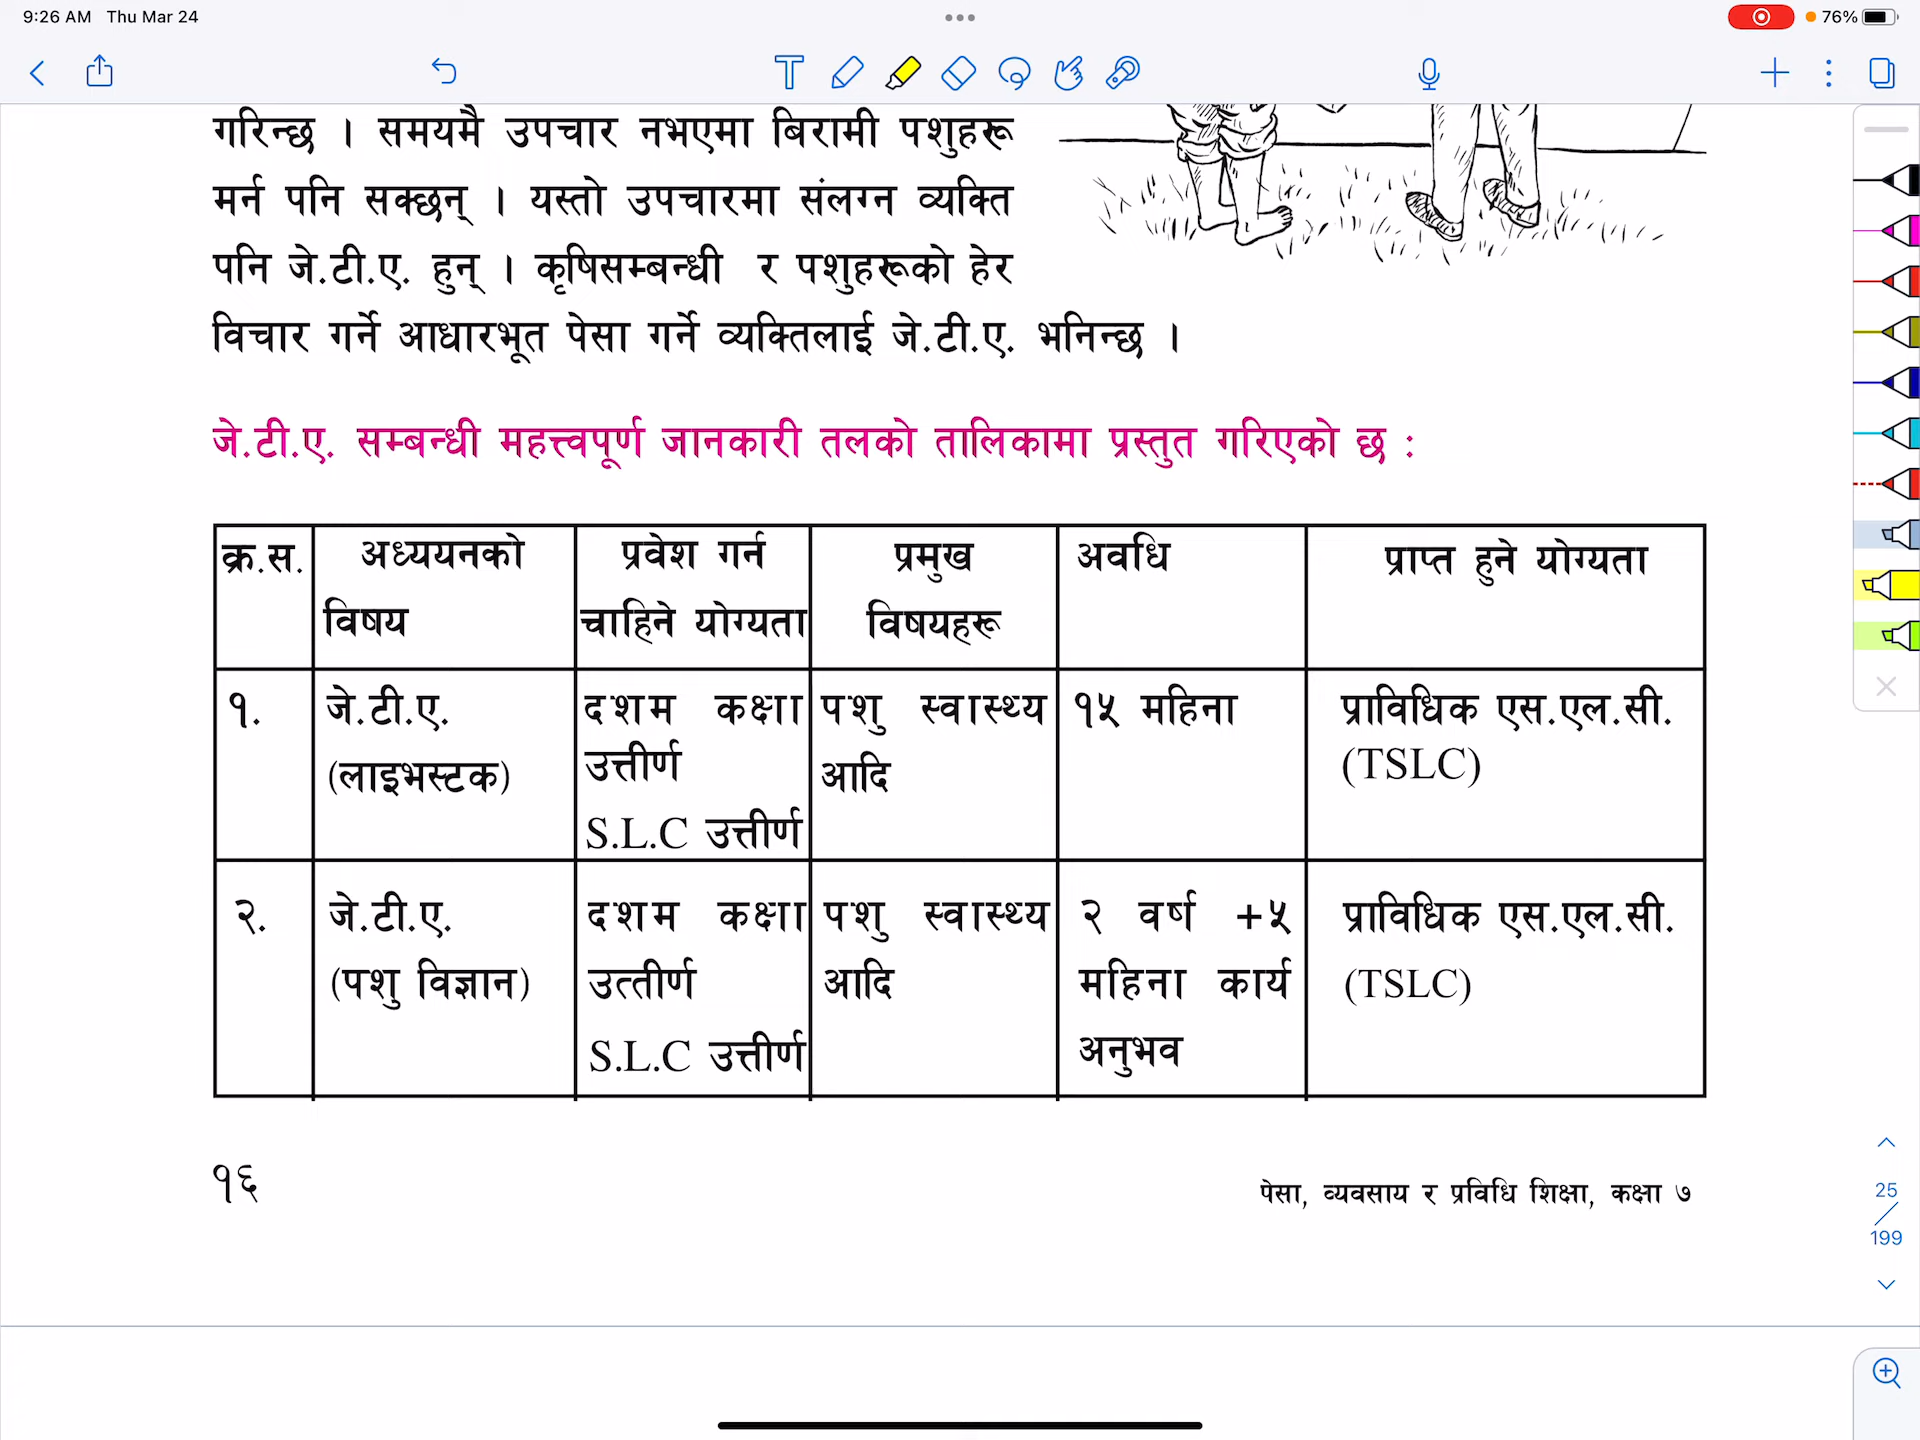 9:26 AM Thu Mar 24
76%
गरिन्छ । समयमै उपचार नभएमा बिरामी पशुहरू
मर्न पनि सक्छन् । यस्तो उपचारमा संलग्न व्यक्ति
पनि जे.टी.ए. हुन् । कृषिसम्बन्धी र पशुहरूको हेर
विचार गर्ने आधारभूत पेसा गर्ने व्यक्तिलाई जे.टी.ए. भनिन्छ ।
जे.टी.ए. सम्बन्धी महत्त्वपूर्ण जानकारी तलको तालिकामा प्रस्तुत गरिएको छ :
क्र.स. अध्ययनको प्रवेश गर्न प्रमुख अवधि प्राप्त हुने योग्यता
विषय चाहिने योग्यता विषयहरू
१. जे.टी.ए. दशम कक्षा पशु स्वास्थ्य १५ महिना प्राविधिक एस.एल.सी.
(लाइभस्टक) उत्तीर्ण आदि (TSLC)
S.L.C उत्तीर्ण
२. जे.टी.ए. दशम कक्षा पशु स्वास्थ्य २ वर्ष +५ प्राविधिक एस.एल.सी.
(पशु विज्ञान) उत्तीर्ण आदि महिना कार्य (TSLC)
S.L.C उत्तीर्ण अनुभव
१६
पेसा, व्यवसाय र प्रविधि शिक्षा, कक्षा ७
25
199